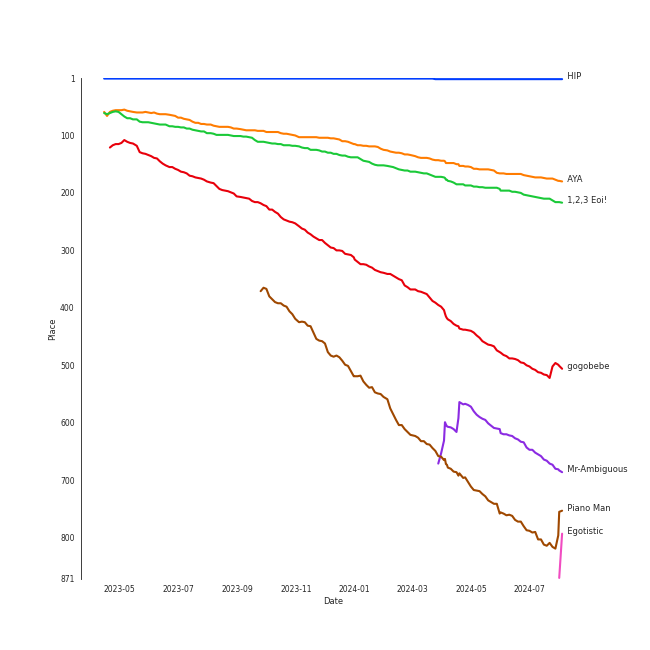 1
100
200
300
400
500
600
700
800
871
Place
2023-05
2023-07
2023-09
2023-11
2024-01
2024-03
2024-05
2024-07
Date
HIP
AYA
1,2,3 Eoi!
gogobebe
Mr-Ambiguous
Piano Man
Egotistic